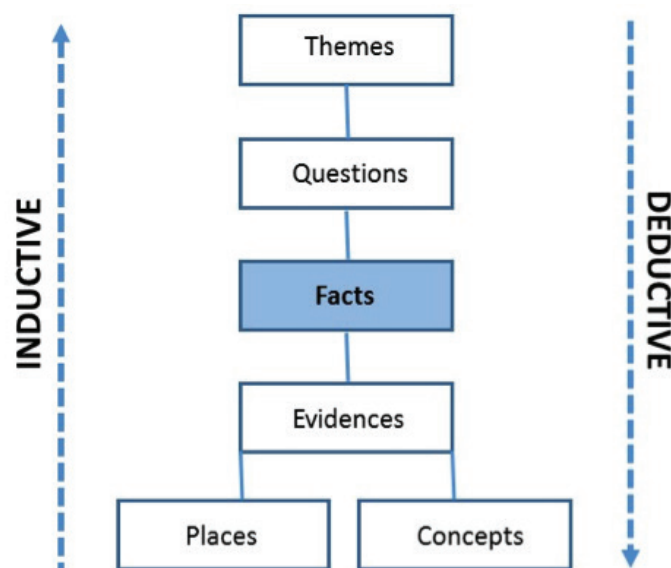 Themes
Questions
INDUCTIVE
DEDUCTIVE
Facts
Evidences
Places
Concepts